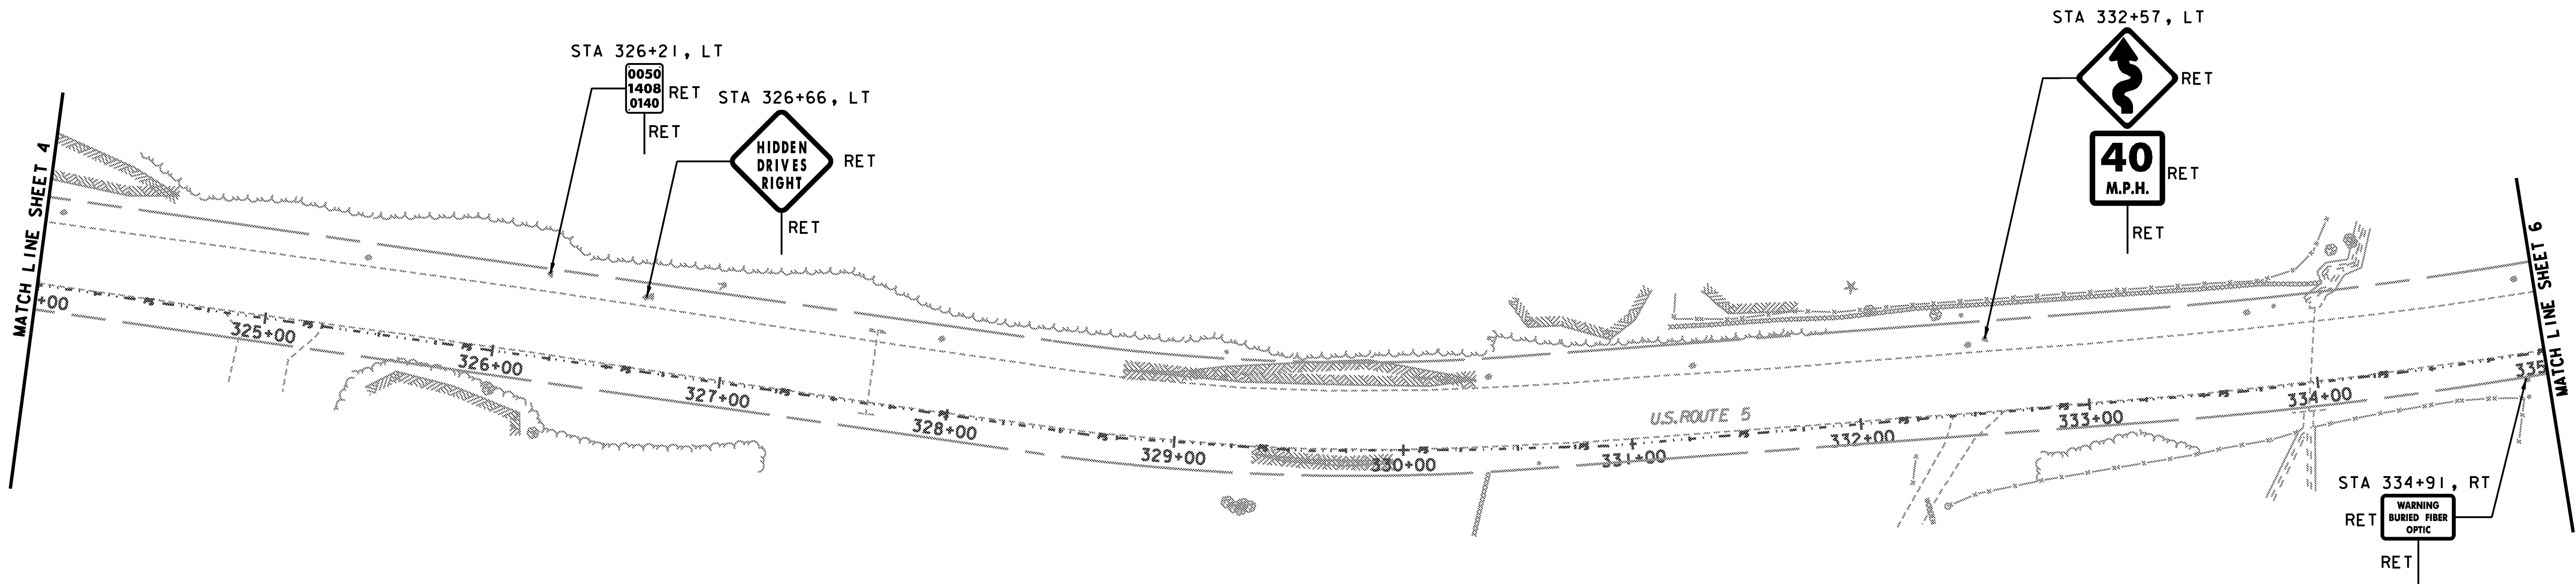 STA 332+57, LT
STA 326+21, LT
0050
1408
0140
RET
RET
STA 326+66, LT
HIDDEN
DRIVES
RIGHT
RET
RET
RET
40
M.P.H.
RET
RET
MATCH LINE SHEET 4
MATCH LINE SHEET 6
+00
325+00
326+00
327+00
328+00
329+00
330+00
331+00
332+00
333+00
334+00
335
U.S.ROUTE 5
STA 334+91, RT
WARNING
BURIED FIBER
OPTIC
RET
RET